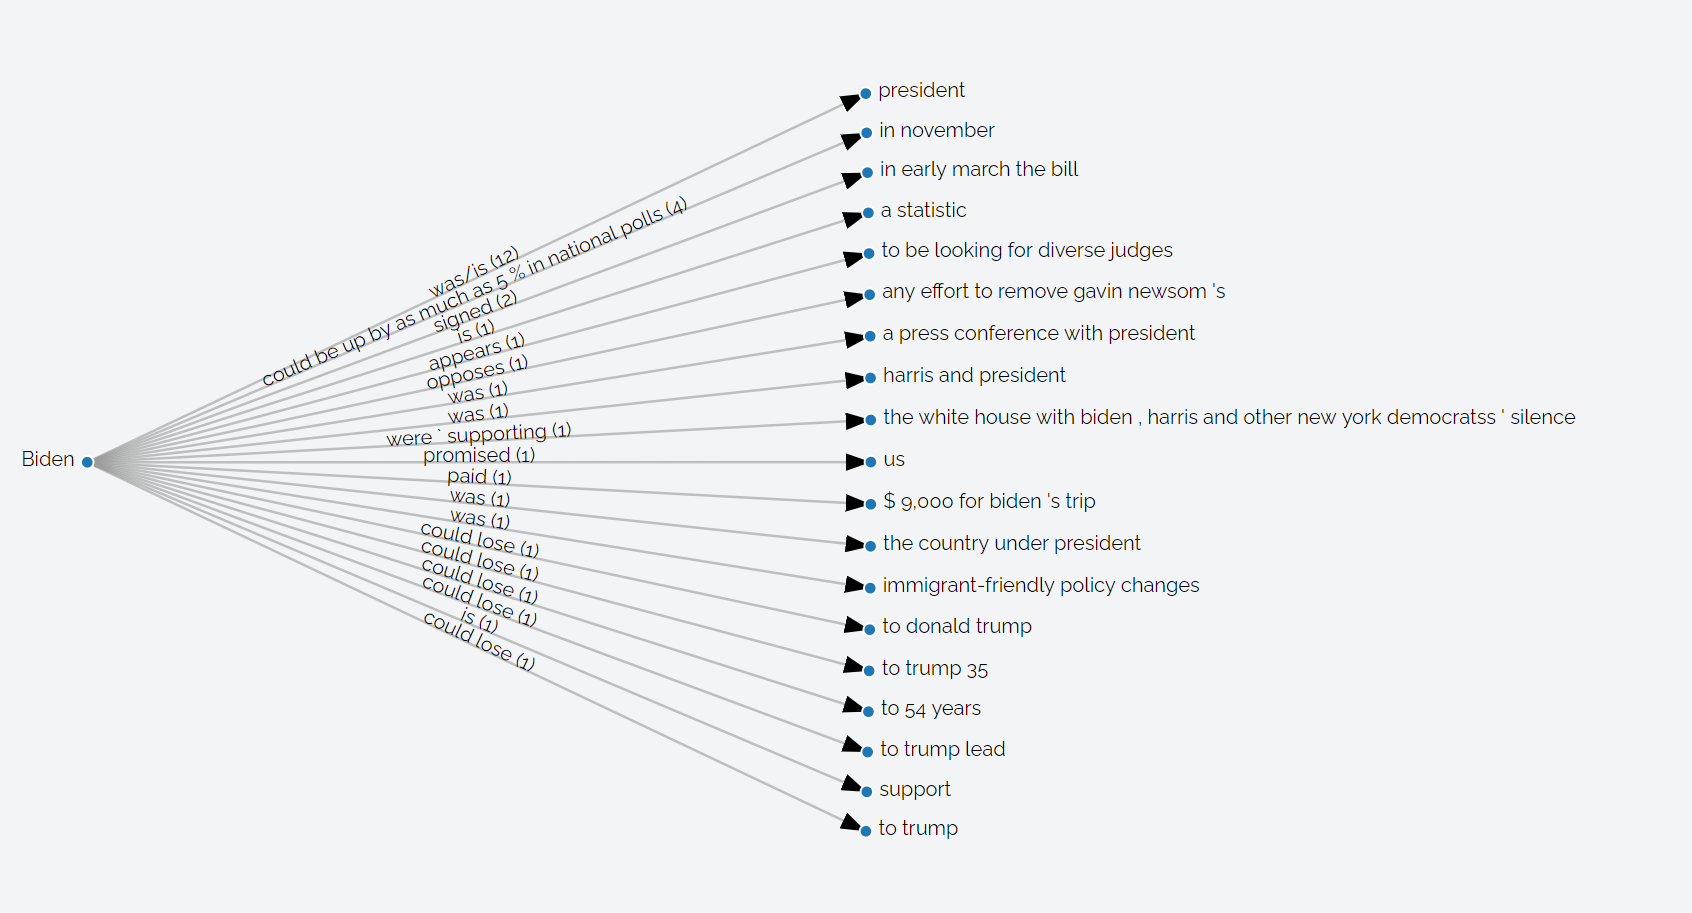 president
in november
in early march the bill
a statistic
to be looking for diverse judges
any effort to remove gavin newsom 's
a press conference with president
harris and president
the white house with biden , harris and other new york democratss ' silence
Biden
us
$ 9,000 for biden 's trip
the country under president
immigrant-friendly policy changes
to donald trump
to trump 35
to 54 years
to trump lead
support
to trump
was/is (12)
could be up by as much as 5 % in national polls (4)
signed (2)
is (1)
appears (1)
opposes (1)
was (1)
was (1)
were ` supporting (1)
promised (1)
paid (1)
was (1)
was (1)
could lose (1)
could lose (1)
could lose (1)
could lose (1)
is (1)
could lose (1)